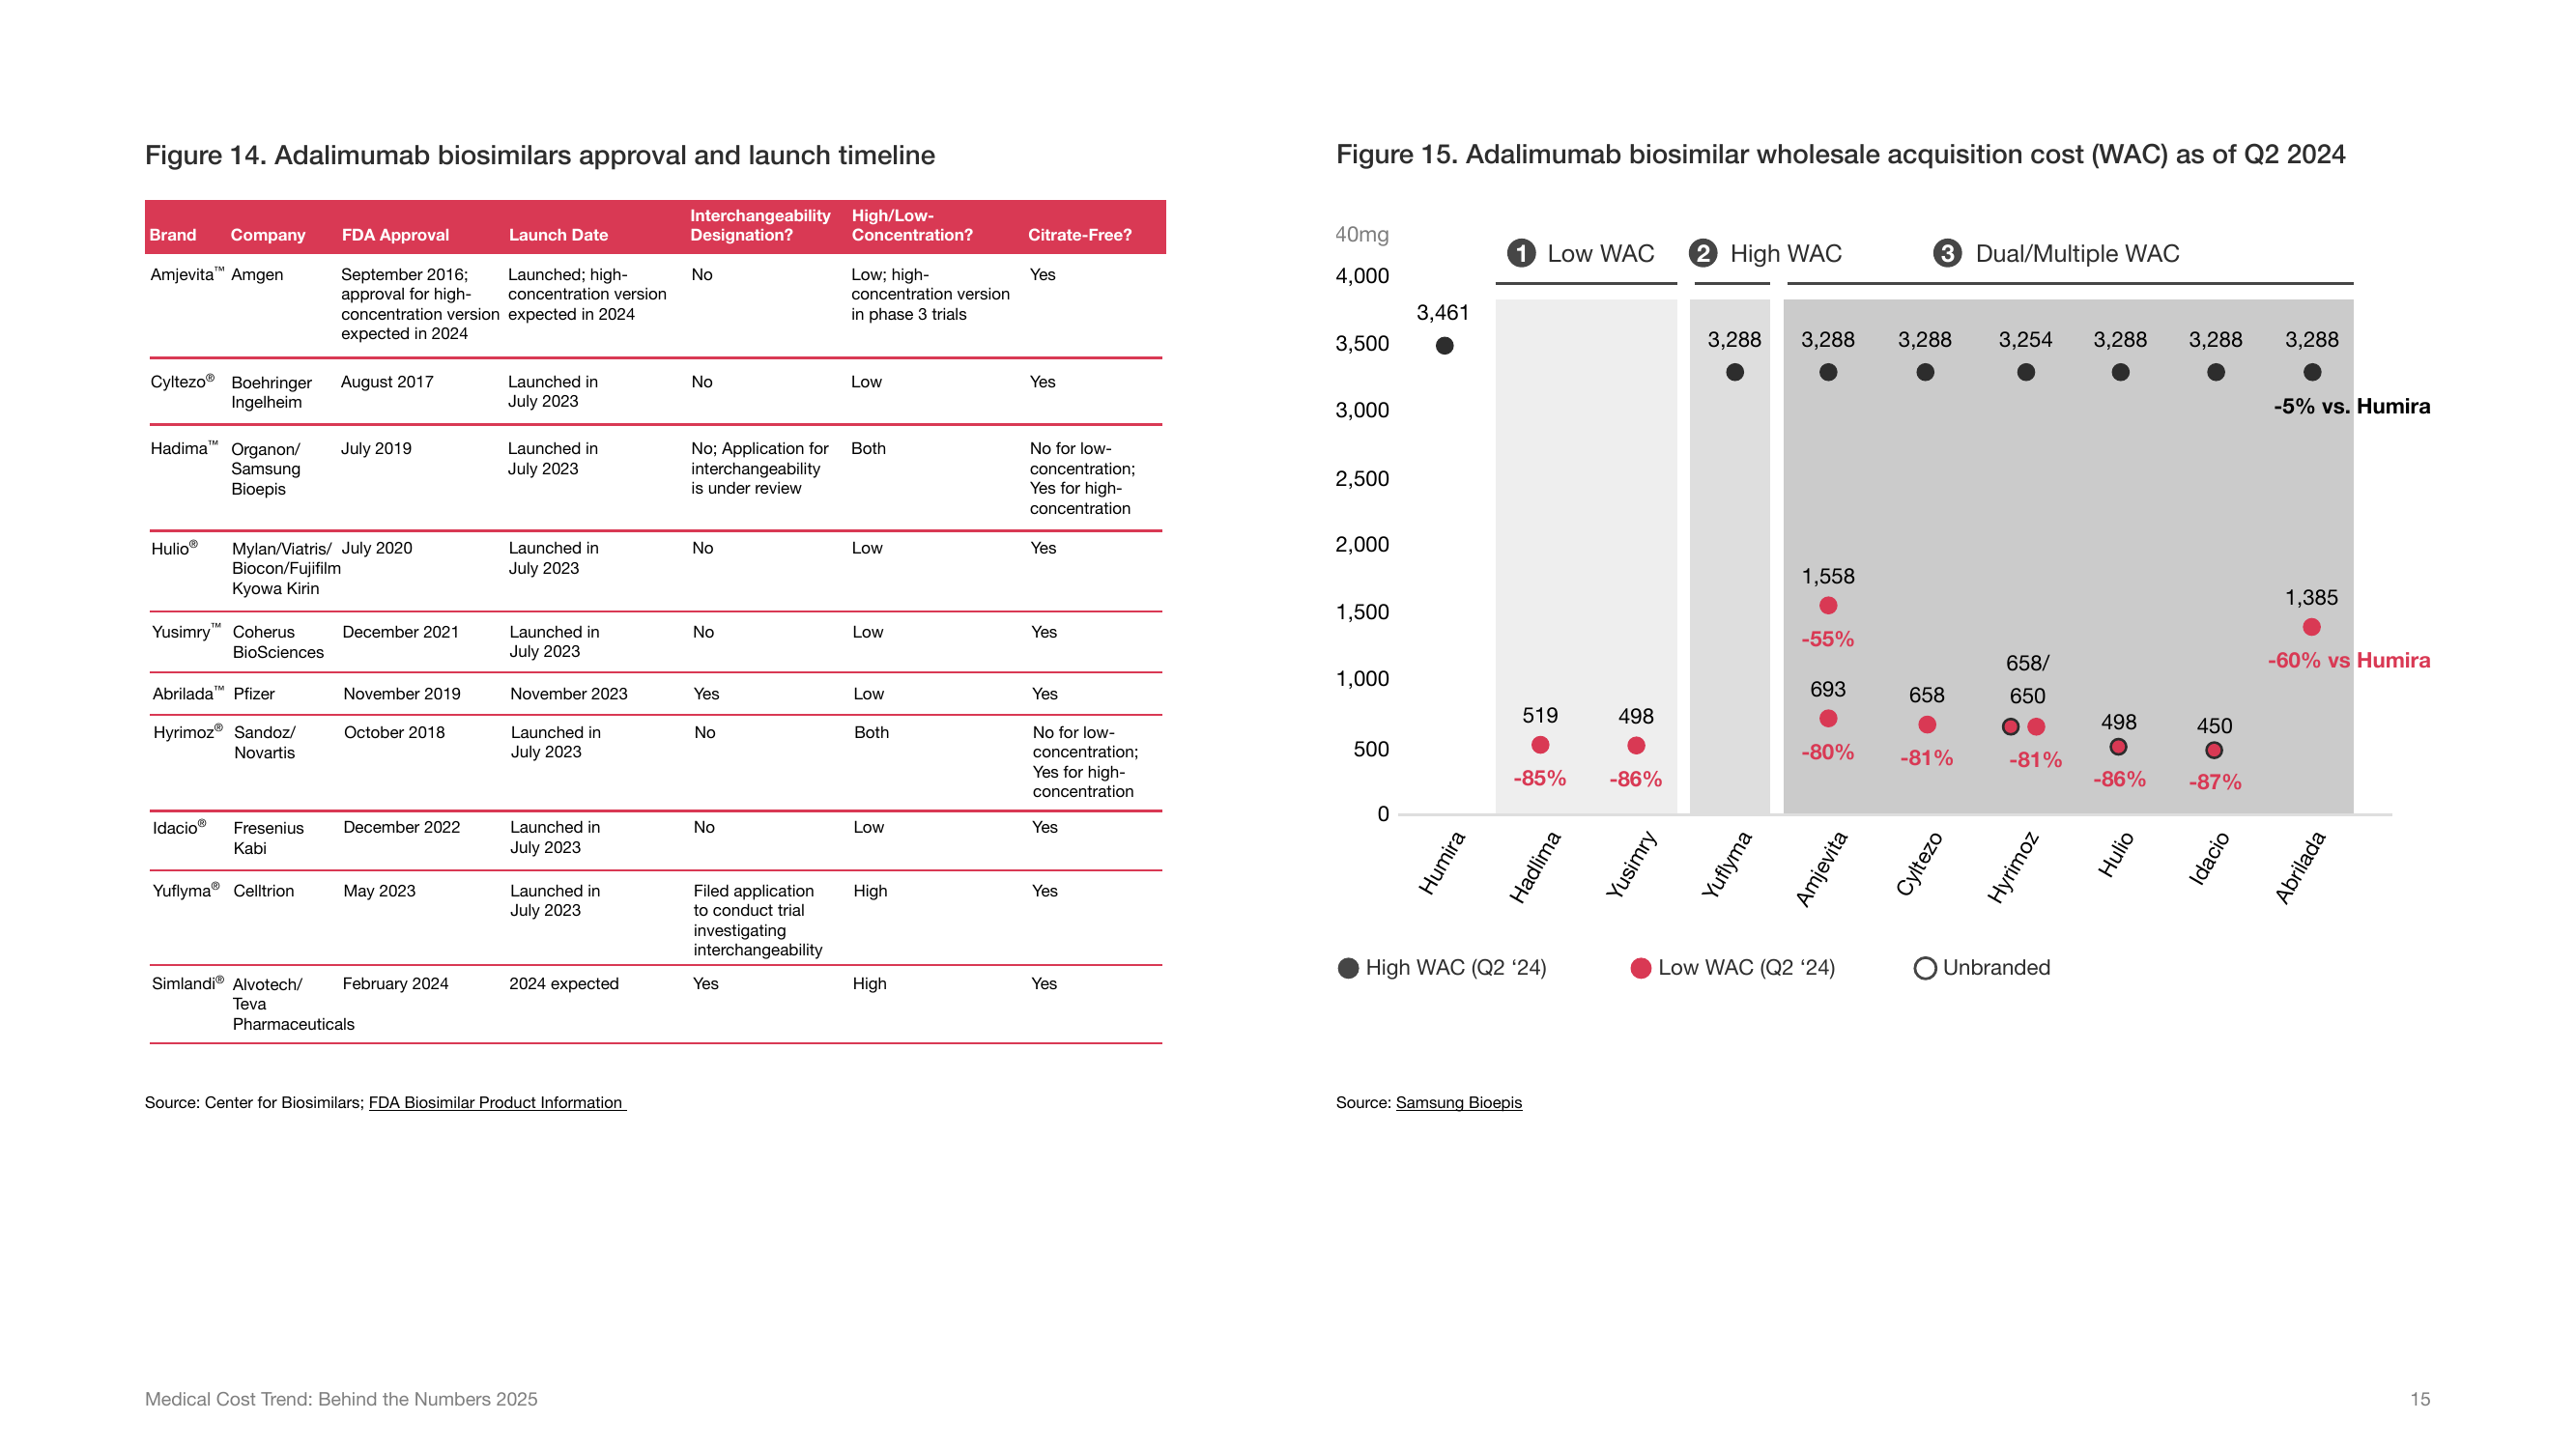 Figure 14. Adalimumab biosimilars approval and launch timeline
Brand Company FDA Approval Launch Date Interchangeability Designation? High/Low-Concentration? Citrate-Free?
Amjevita™ Amgen September 2016; Launched; high- No Low; high- Yes
approval for high- concentration version concentration version
concentration version expected in 2024 in phase 3 trials
expected in 2024
Cyltezo® Boehringer August 2017 Launched in No Low Yes
Ingelheim July 2023
Hadima™ Organon/ July 2019 Launched in No; Application for Both No for low-
Samsung July 2023 interchangeability concentration;
Bioepis is under review Yes for high-
concentration
Hulio® Mylan/Viatris/ July 2020 Launched in No Low Yes
Biocon/Fujifilm July 2023
Kyowa Kirin
Yusimry™ Coherus December 2021 Launched in No Low Yes
BioSciences July 2023
Abrilada™ Pfizer November 2019 November 2023 Yes Low Yes
Hyrimoz® Sandoz/ October 2018 Launched in No Both No for low-
Novartis July 2023 concentration;
Yes for high-
concentration
Idacio® Fresenius December 2022 Launched in No Low Yes
Kabi July 2023
Yuflyma® Celltrion May 2023 Launched in Filed application High Yes
July 2023 to conduct trial
investigating
interchangeability
Simlandi® Alvotech/ February 2024 2024 expected Yes High Yes
Teva
Pharmaceuticals
Source: Center for Biosimilars; FDA Biosimilar Product Information
Figure 15. Adalimumab biosimilar wholesale acquisition cost (WAC) as of Q2 2024
40mg
1 Low WAC 2 High WAC 3 Dual/Multiple WAC
4,000
3,461
3,500 3,288 3,288 3,288 3,254 3,288 3,288 3,288
3,000 -5% vs. Humira
2,500
2,000
1,558 1,385
1,500
-55% -60% vs Humira
658/
1,000 693 658 650
519 498 498 450
500 -80% -81% -81%
-85% -86% -86% -87%
0
Humira Hadlima Yusimry Yuflyma Amjevita Cyltezo Hyrimoz Hulio Idacio Abrilada
High WAC (Q2 ‘24) Low WAC (Q2 ‘24) Unbranded
Source: Samsung Bioepis
Medical Cost Trend: Behind the Numbers 2025
15